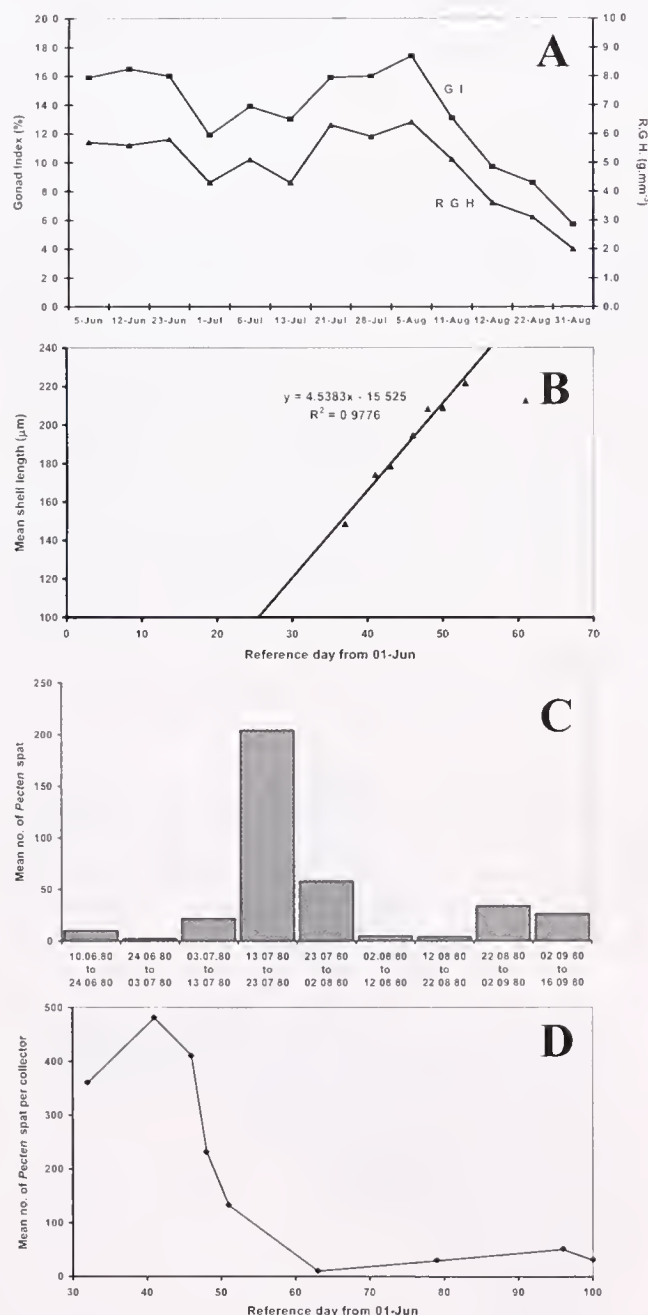 A
Gonad Index (%)
20 0
18 0
16 0
14 0
12 0
10 0
8 0
6 0
4 0
2 0
0 0
G I
R G H
10 0
9 0
8 0
7 0
6 0
5 0
4 0
3 0
2 0
1 0
0.0
R.G.H. (g.mm⁻³)
5-Jun 12-Jun 23-Jun 1-Jul 6-Jul 13-Jul 21-Jul 28-Jul 5-Aug 11-Aug 12-Aug 22-Aug 31-Aug
B
Mean shell length (µm)
240
220
200
180
160
140
120
100
y = 4.5383x - 15 525
R² = 0 9776
0 10 20 30 40 50 60 70
Reference day from 01-Jun
C
Mean no. of Pecten spat
250
200
150
100
50
0
10.06.80 24 06 80 03.07.80 13 07 80 23 07 80 02.08 80 12 08 80 22 08 80 02 09 80
to to to to to to to to to
24 06 80 03 07 80 13 07 80 23 07 80 02 08 80 12 08 80 22 08 80 02 09 80 16 09 80
D
Mean no. of Pecten spat per collector
500
400
300
200
100
0
30 40 50 60 70 80 90 100
Reference day from 01-Jun